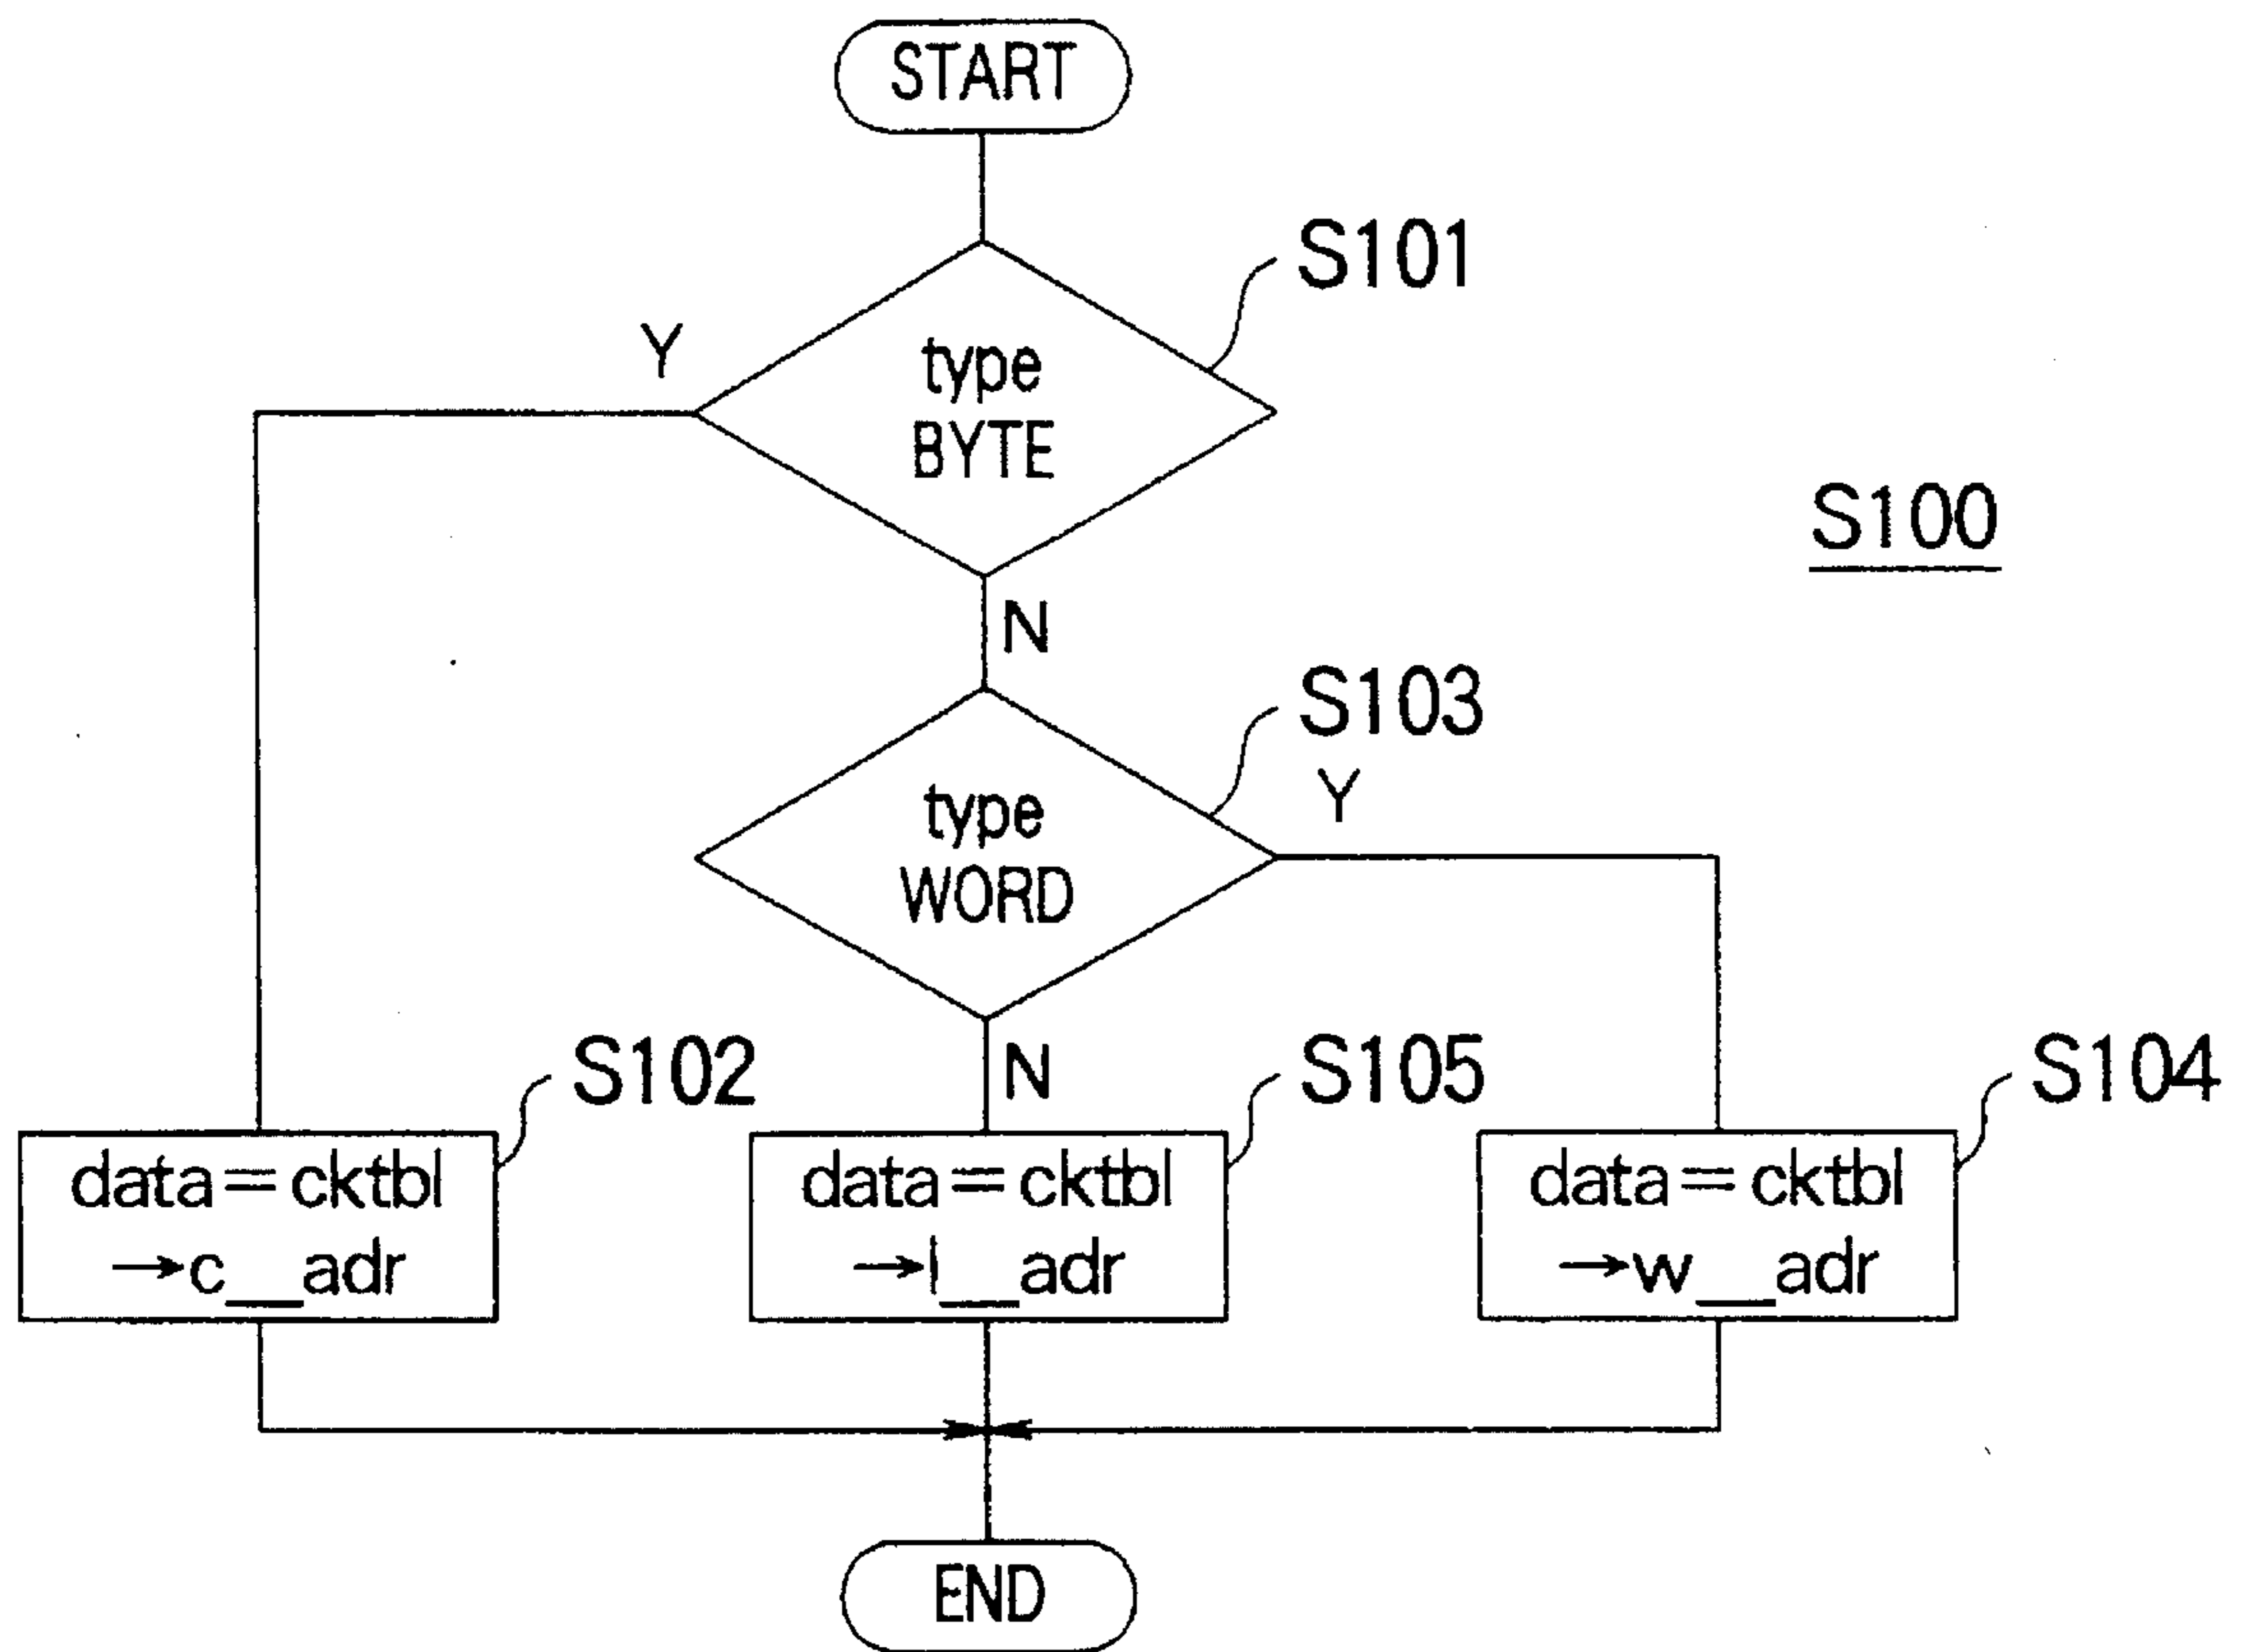 START
S101
Y
type
BYTE
S100
N
S103
Y
type
WORD
S102
N
S105
S104
data=cktbl
→c__adr
data=cktbl
→l__adr
data=cktbl
→w__adr
END